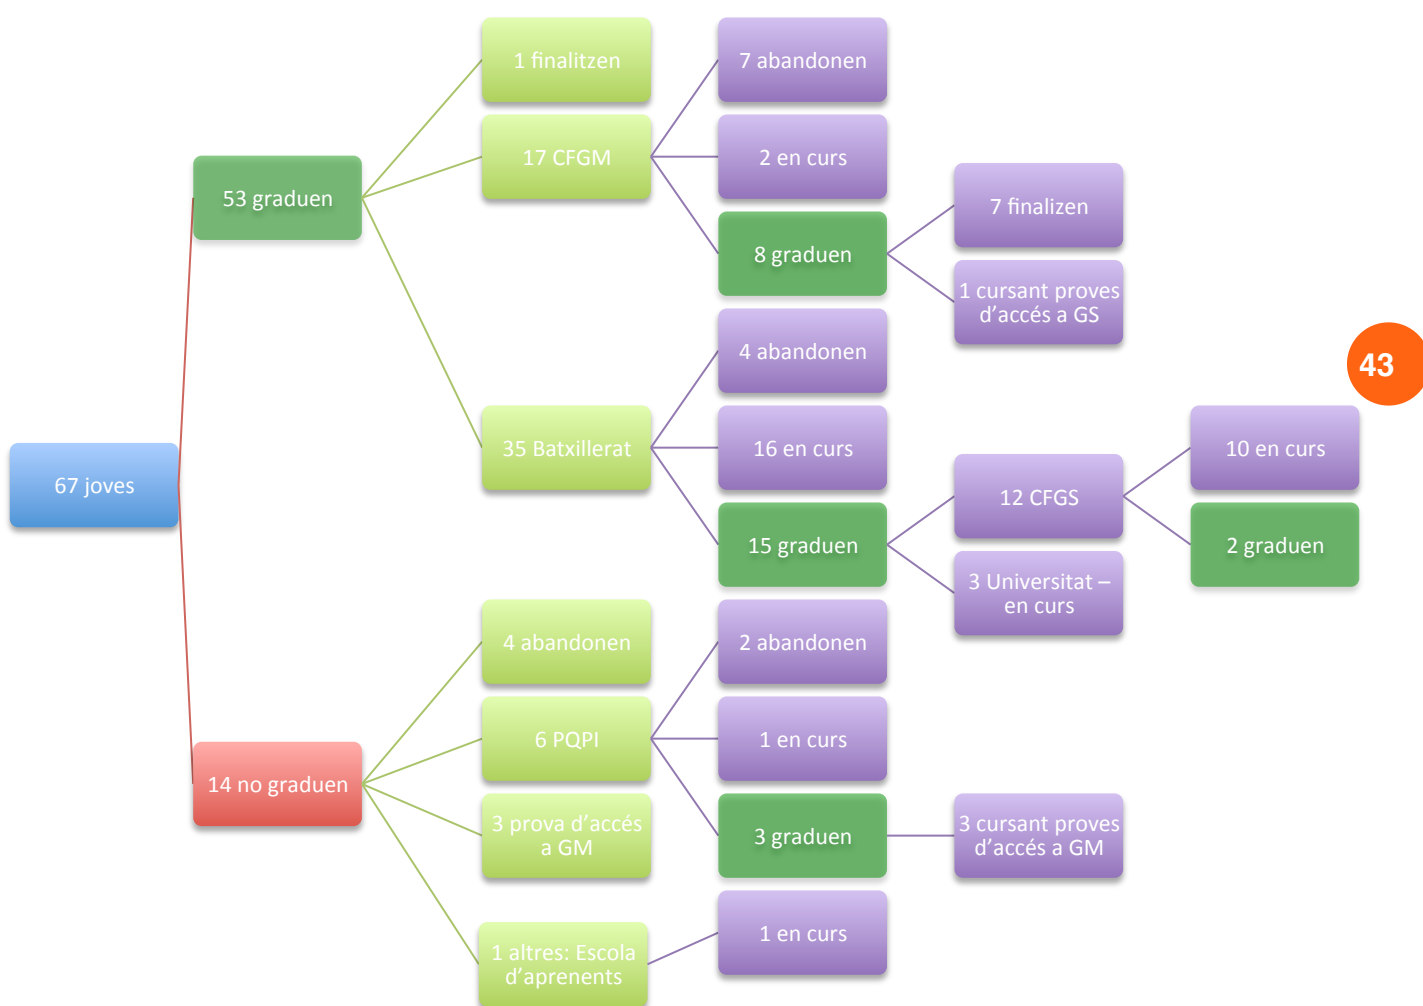 67 joves
53 graduen
1 finalitzen
17 CFGM
7 abandonen
2 en curs
8 graduen
7 finalizen
1 cursant proves
d’accés a GS
35 Batxillerat
4 abandonen
16 en curs
15 graduen
12 CFGS
10 en curs
2 graduen
3 Universitat –
en curs
14 no graduen
4 abandonen
6 PQPI
2 abandonen
1 en curs
3 graduen
3 cursant proves
d’accés a GM
3 prova d’accés
a GM
1 altres: Escola
d’aprenents
1 en curs
43